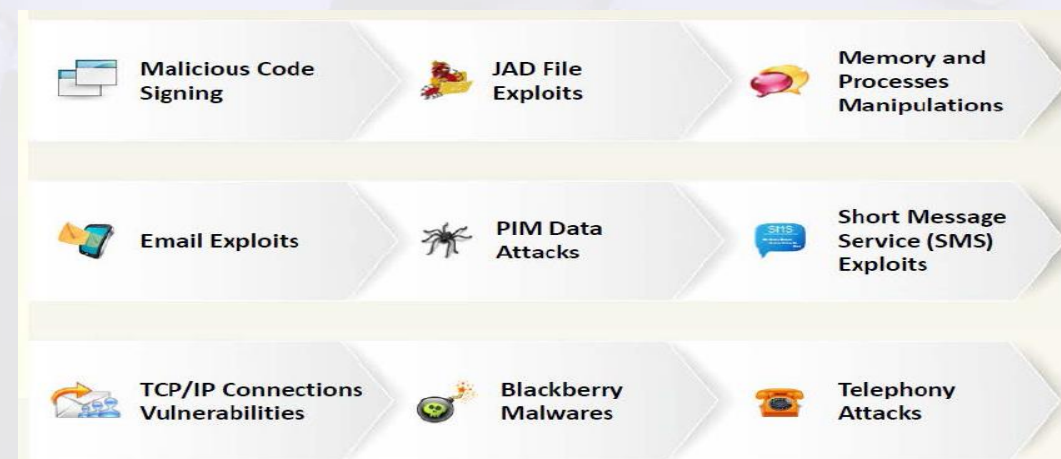 Malicious Code
Signing
JAD File
Exploits
Memory and
Processes
Manipulations
Email Exploits
PIM Data
Attacks
SMS
Short Message
Service (SMS)
Exploits
TCP/IP Connections
Vulnerabilities
Blackberry
Malwares
Telephony
Attacks